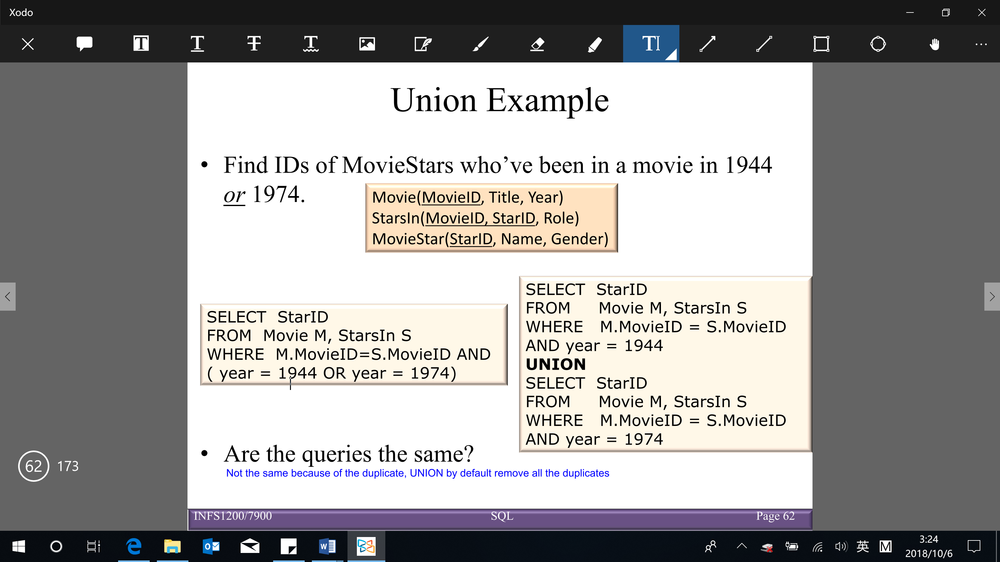 Xodo
Union Example
• Find IDs of MovieStars who’ve been in a movie in 1944
or 1974.
Movie(MovieID, Title, Year)
StarsIn(MovieID, StarID, Role)
MovieStar(StarID, Name, Gender)
SELECT StarID
FROM Movie M, StarsIn S
WHERE M.MovieID=S.MovieID AND
( year = 1944 OR year = 1974)
SELECT StarID
FROM Movie M, StarsIn S
WHERE M.MovieID = S.MovieID
AND year = 1944
UNION
SELECT StarID
FROM Movie M, StarsIn S
WHERE M.MovieID = S.MovieID
AND year = 1974
• Are the queries the same?
Not the same because of the duplicate, UNION by default remove all the duplicates
62 173
INFS1200/7900 SQL Page 62
英 M
3:24
2018/10/6